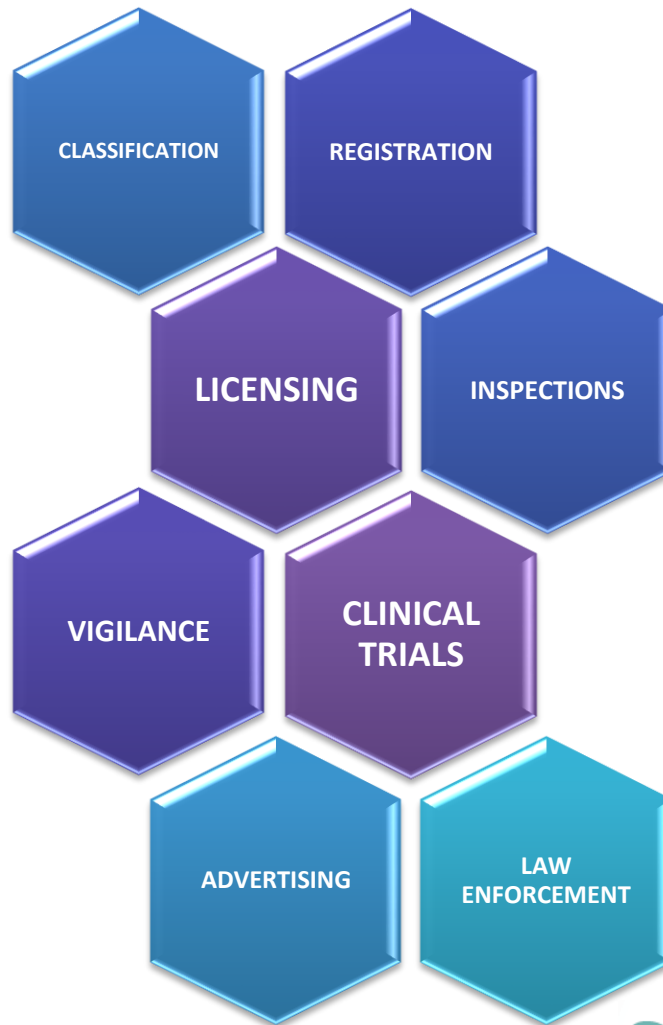 CLASSIFICATION
REGISTRATION
LICENSING
INSPECTIONS
VIGILANCE
CLINICAL
TRIALS
ADVERTISING
LAW
ENFORCEMENT